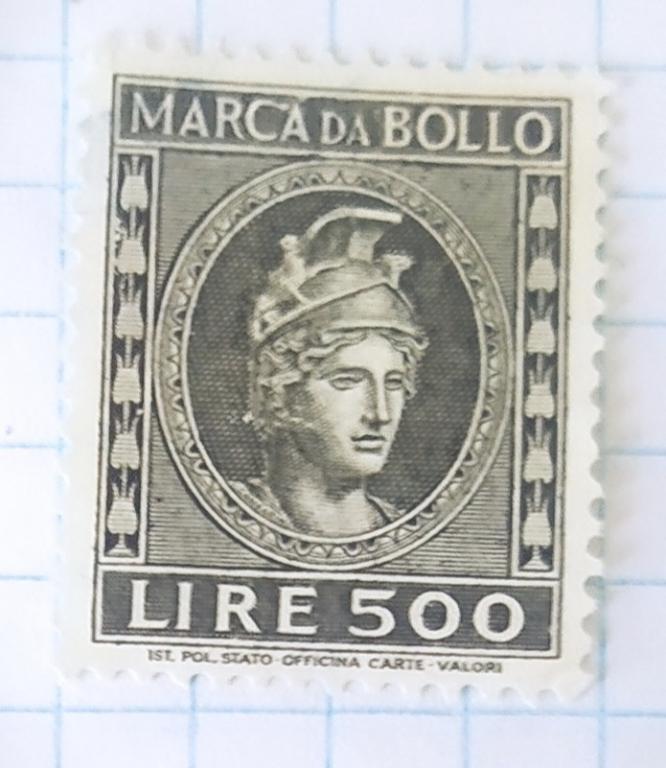 MARCA DA BOLLO
LIRE 500
IST. POL. STATO - OFFICINA CARTE - VALORI